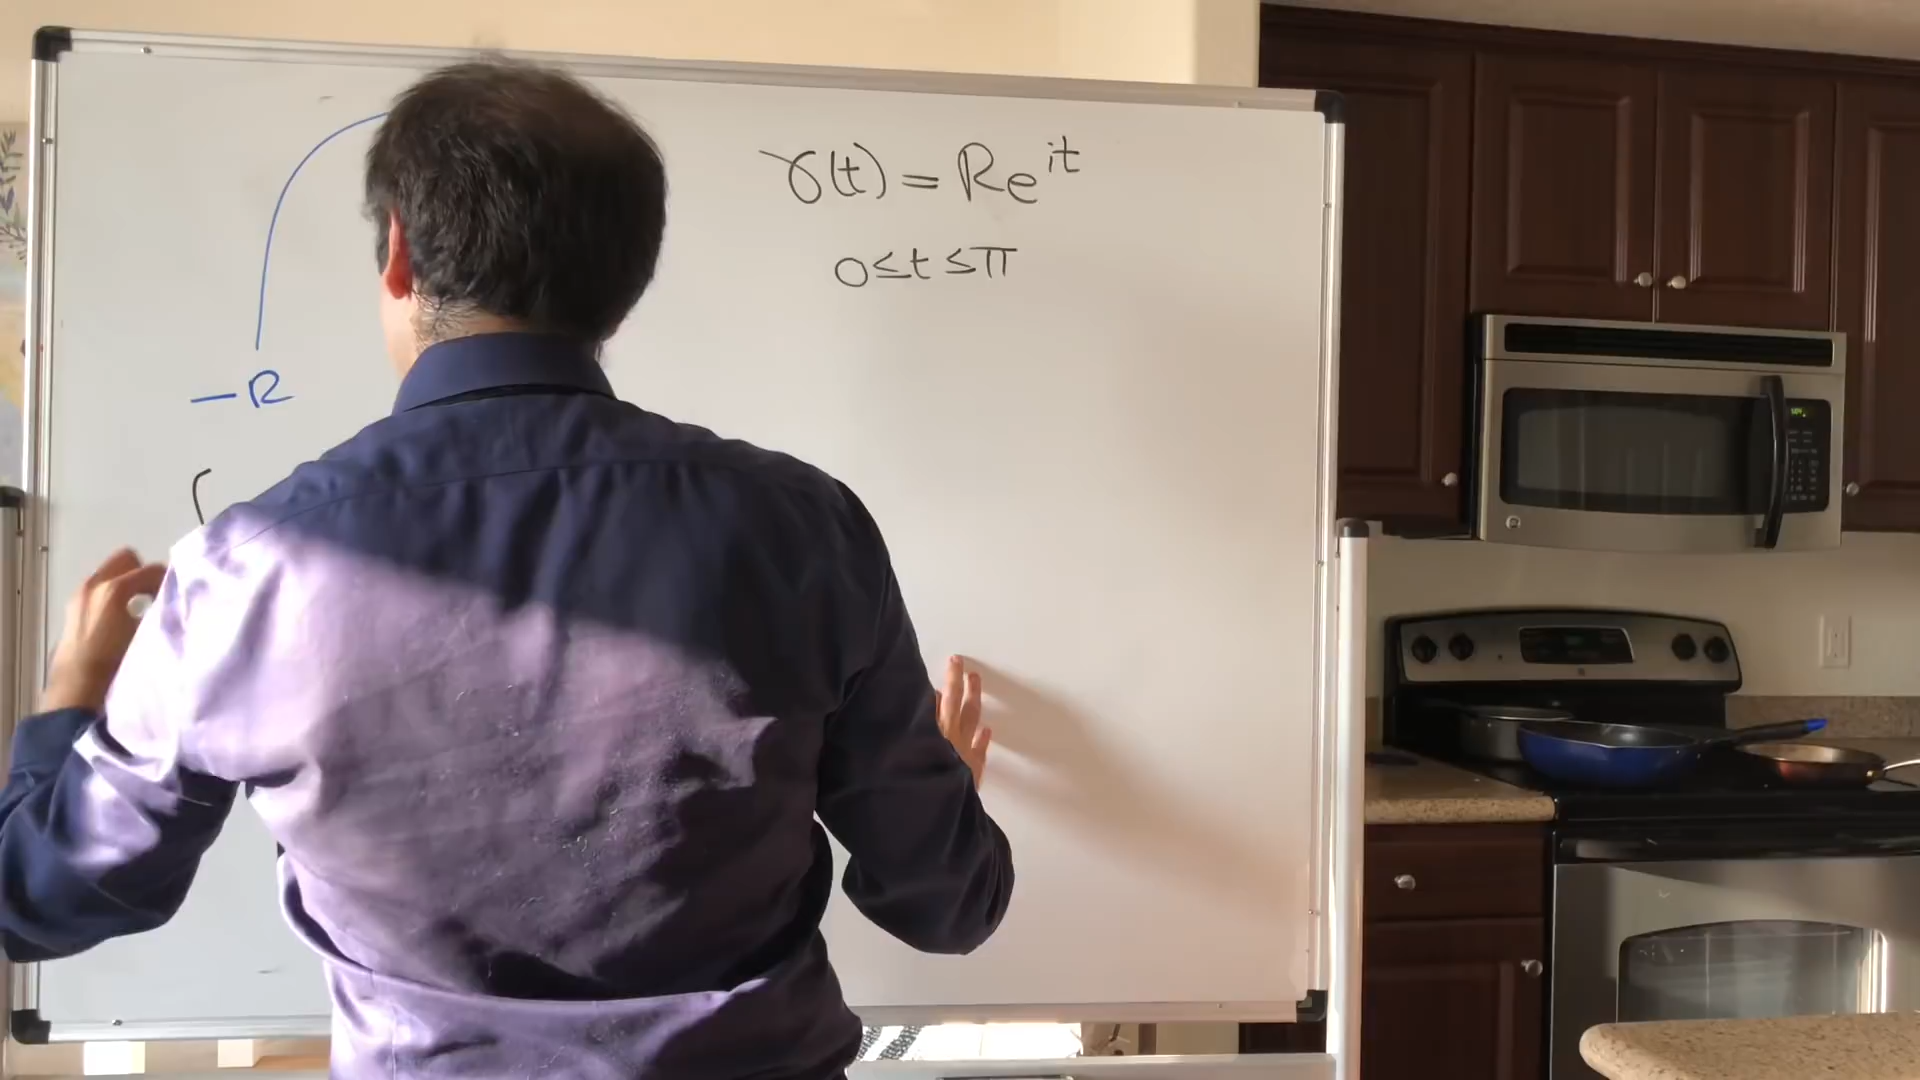 γ(t) = Re^{it}
0≤t≤π
-R